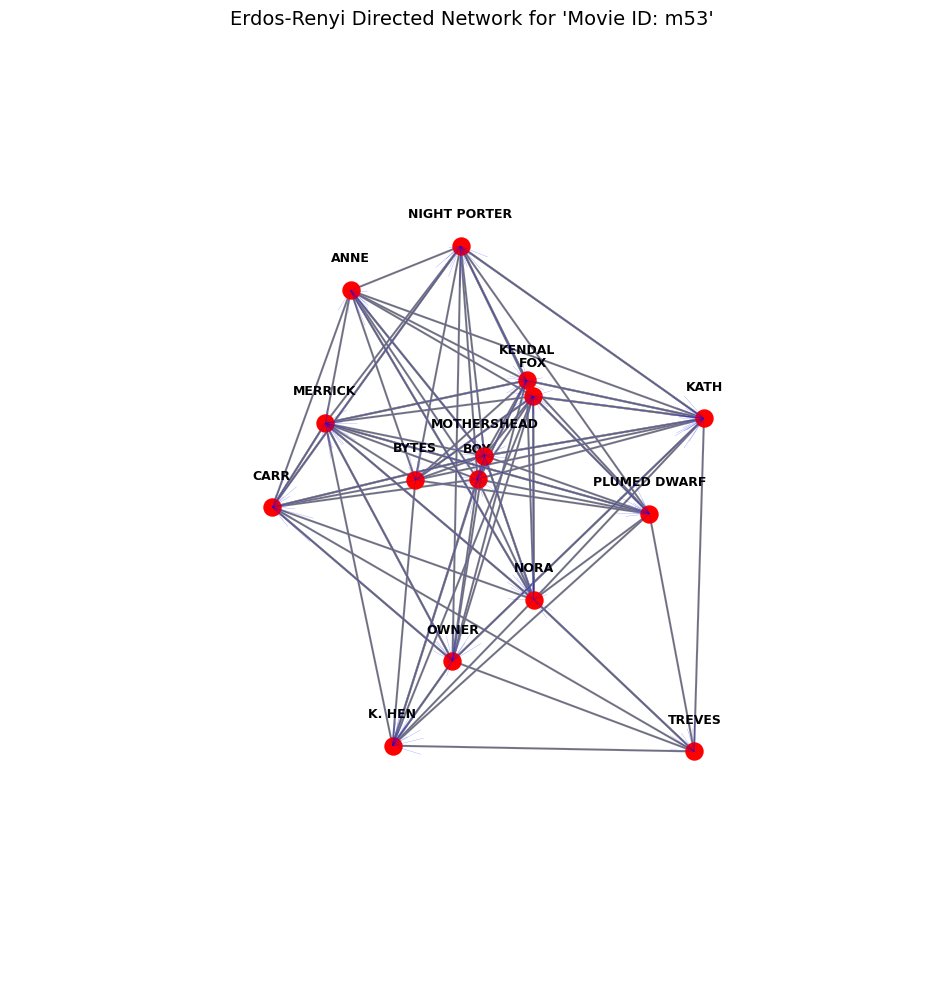 Erdos-Renyi Directed Network for 'Movie ID: m53'
NIGHT PORTER
ANNE
KENDAL
FOX
KATH
MERRICK
MOTHERSHEAD
BYTES
BOY
CARR
PLUMED DWARF
NORA
OWNER
K. HEN
TREVES